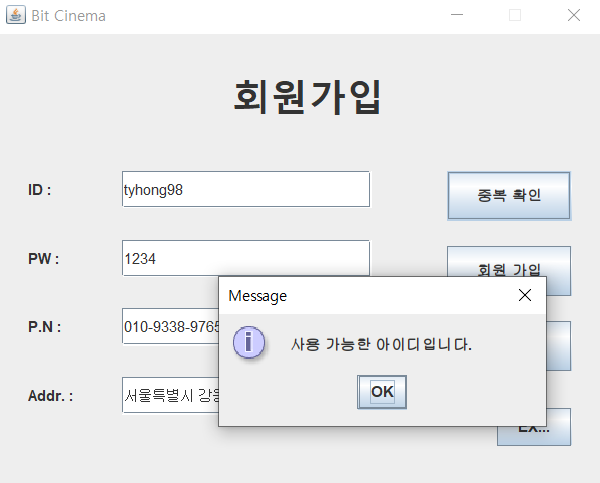 Bit Cinema
회원가입
ID :
tyhong98
중복 확인
PW :
1234
회원 가입
Message
P.N :
010-9338-9765
사용 가능한 아이디입니다.
OK
Addr. :
서울특별시
EX...